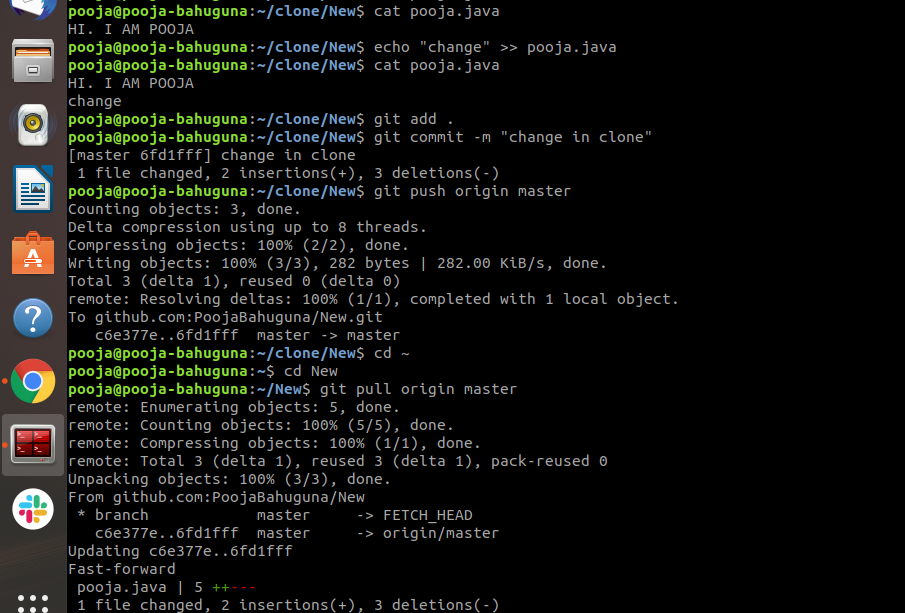 pooja@pooja-bahuguna:~/clone/New$ cat pooja.java
HI. I AM POOJA
pooja@pooja-bahuguna:~/clone/New$ echo "change" >> pooja.java
pooja@pooja-bahuguna:~/clone/New$ cat pooja.java
HI. I AM POOJA
change
pooja@pooja-bahuguna:~/clone/New$ git add .
pooja@pooja-bahuguna:~/clone/New$ git commit -m "change in clone"
[master 6fd1fff] change in clone
 1 file changed, 2 insertions(+), 3 deletions(-)
pooja@pooja-bahuguna:~/clone/New$ git push origin master
Counting objects: 3, done.
Delta compression using up to 8 threads.
Compressing objects: 100% (2/2), done.
Writing objects: 100% (3/3), 282 bytes | 282.00 KiB/s, done.
Total 3 (delta 1), reused 0 (delta 0)
remote: Resolving deltas: 100% (1/1), completed with 1 local object.
To github.com:PoojaBahuguna/New.git
   c6e377e..6fd1fff  master -> master
pooja@pooja-bahuguna:~/clone/New$ cd ~
pooja@pooja-bahuguna:~$ cd New
pooja@pooja-bahuguna:~/New$ git pull origin master
remote: Enumerating objects: 5, done.
remote: Counting objects: 100% (5/5), done.
remote: Compressing objects: 100% (1/1), done.
remote: Total 3 (delta 1), reused 3 (delta 1), pack-reused 0
Unpacking objects: 100% (3/3), done.
From github.com:PoojaBahuguna/New
 * branch            master     -> FETCH_HEAD
   c6e377e..6fd1fff  master     -> origin/master
Updating c6e377e..6fd1fff
Fast-forward
 pooja.java | 5 ++---
 1 file changed, 2 insertions(+), 3 deletions(-)